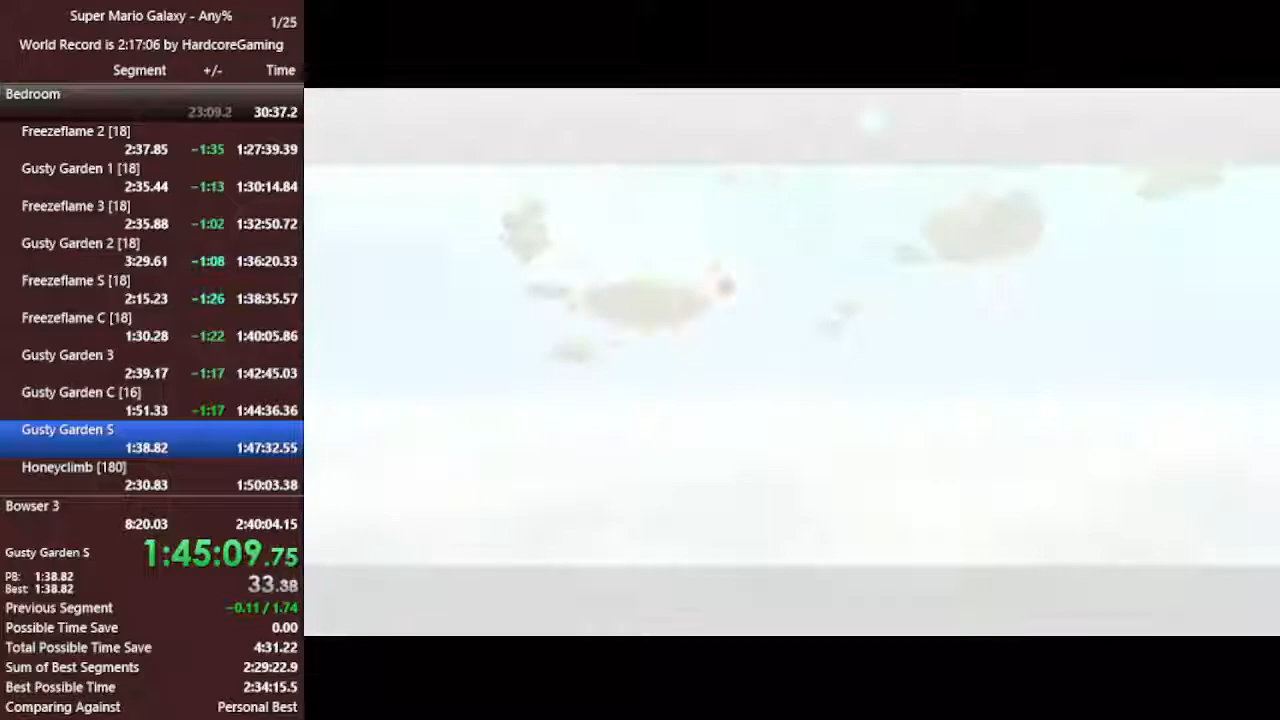 Super Mario Galaxy - Any%
1/25
World Record is 2:17:06 by HardcoreGaming
Segment +/- Time
Bedroom
23:09.2 30:37.2
Freezeflame 2 [18]
2:37.85 −1:35 1:27:39.39
Gusty Garden 1 [18]
2:35.44 −1:13 1:30:14.84
Freezeflame 3 [18]
2:35.88 −1:02 1:32:50.72
Gusty Garden 2 [18]
3:29.61 −1:08 1:36:20.33
Freezeflame S [18]
2:15.23 −1:26 1:38:35.57
Freezeflame C [18]
1:30.28 −1:22 1:40:05.86
Gusty Garden 3
2:39.17 −1:17 1:42:45.03
Gusty Garden C [16]
1:51.33 −1:17 1:44:36.36
Gusty Garden S
1:38.82 1:47:32.55
Honeyclimb [180]
2:30.83 1:50:03.38
Bowser 3
8:20.03 2:40:04.15
Gusty Garden S 1:45:09.75
PB: 1:38.82 33.38
Best: 1:38.82
Previous Segment −0.11 / 1.74
Possible Time Save 0.00
Total Possible Time Save 4:31.22
Sum of Best Segments 2:29:22.9
Best Possible Time 2:34:15.5
Comparing Against Personal Best